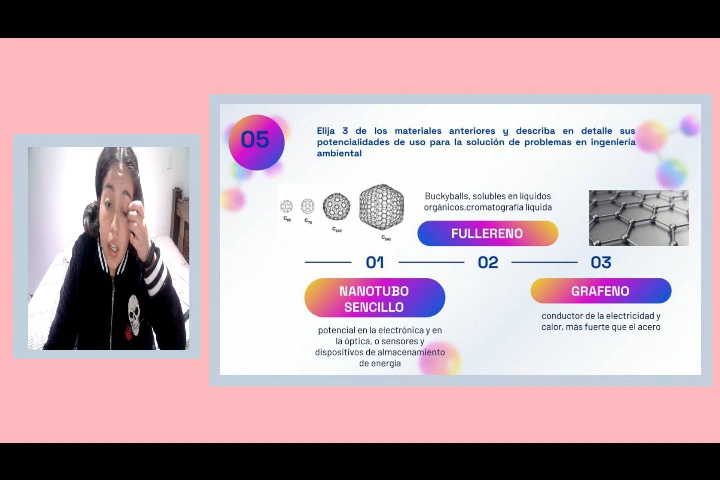 05
Elija 3 de los materiales anteriores y describa en detalle sus
potencialidades de uso para la solución de problemas en ingeniería
ambiental
Buckyballs, solubles en líquidos
orgánicos,cromatografía líquida
FULLERENO
01
02
03
NANOTUBO
SENCILLO
GRAFENO
potencial en la electrónica y en
la óptica, o sensores y
dispositivos de almacenamiento
de energía
conductor de la electricidad y
calor, más fuerte que el acero